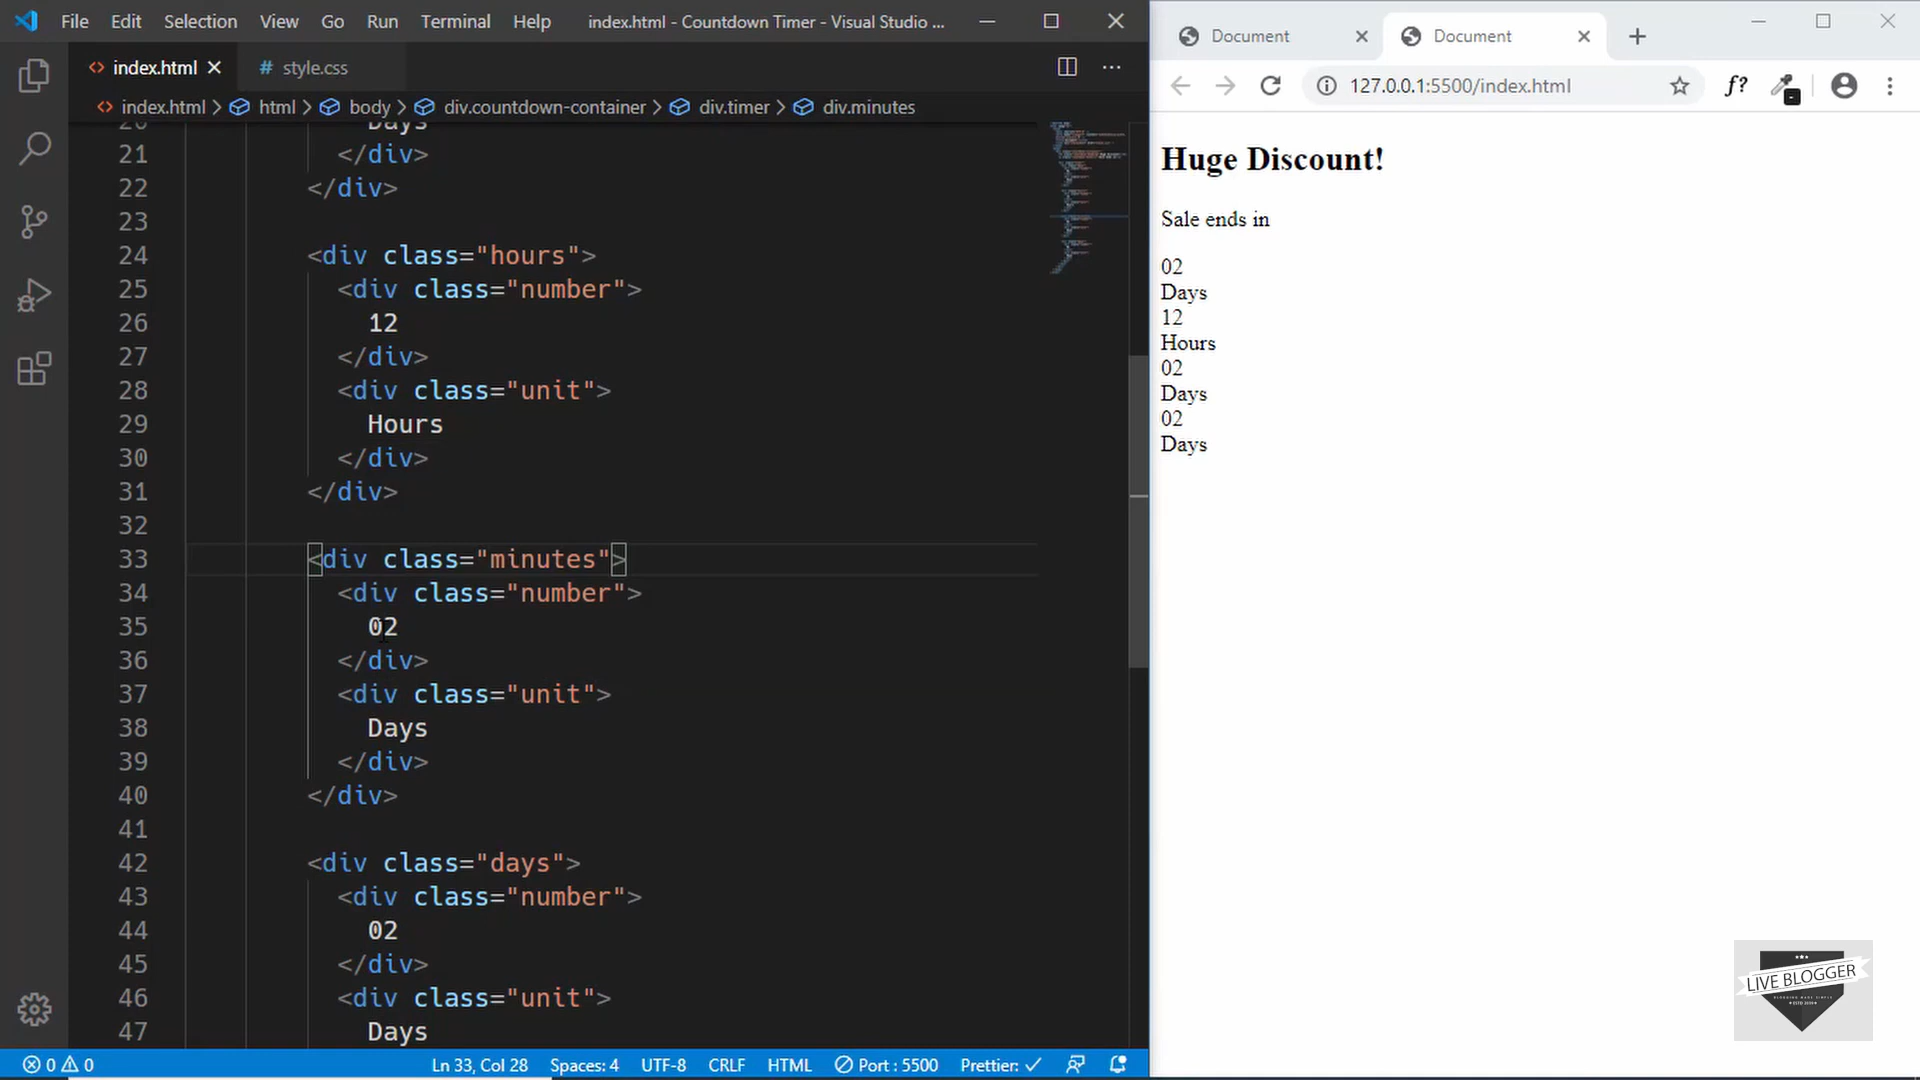 File Edit Selection View Go Run Terminal Help index.html - Countdown Timer - Visual Studio ...
index.html
# style.css
index.html > html > body > div.countdown-container > div.timer > div.minutes
20 Days
21 </div>
22 </div>
23
24 <div class="hours">
25 <div class="number">
26 12
27 </div>
28 <div class="unit">
29 Hours
30 </div>
31 </div>
32
33 <div class="minutes">
34 <div class="number">
35 02
36 </div>
37 <div class="unit">
38 Days
39 </div>
40 </div>
41
42 <div class="days">
43 <div class="number">
44 02
45 </div>
46 <div class="unit">
47 Days
0 0 Ln 33, Col 28 Spaces: 4 UTF-8 CRLF HTML Port : 5500 Prettier: ✓
Document
Document
127.0.0.1:5500/index.html
f?
Huge Discount!
Sale ends in
02
Days
12
Hours
02
Days
02
Days
LIVE BLOGGER